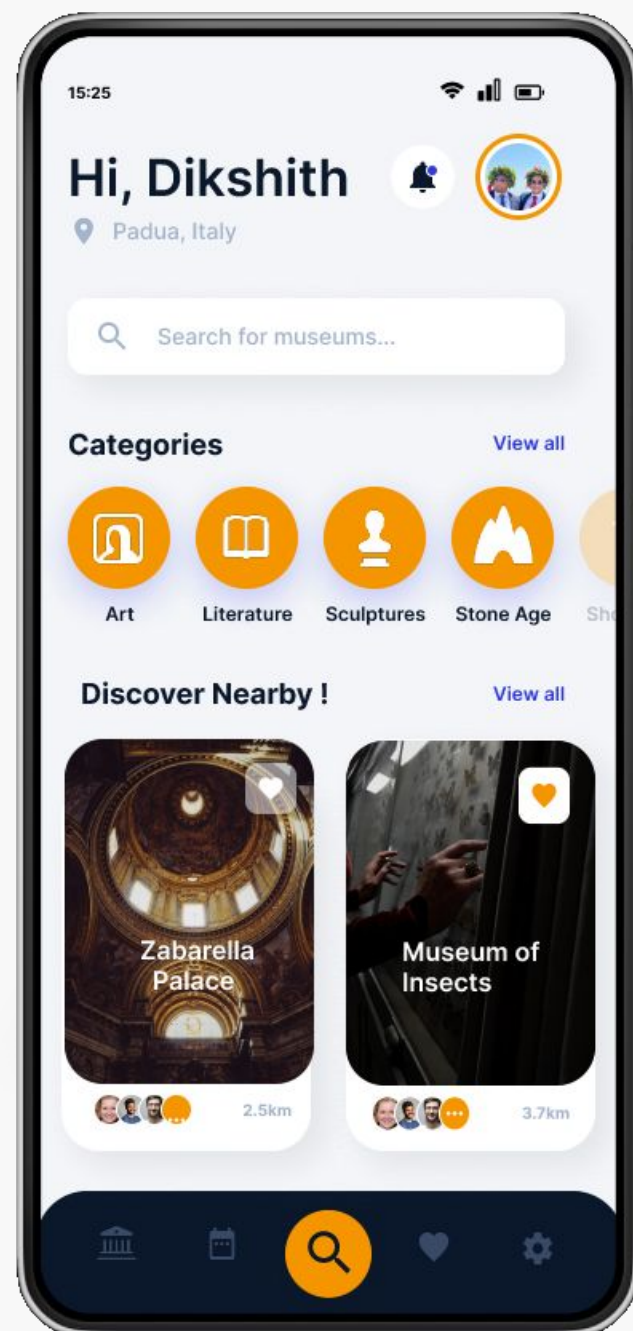 15:25
Hi, Dikshith
Padua, Italy
Search for museums...
Categories
View all
Art
Literature
Sculptures
Stone Age
Discover Nearby !
View all
Zabarella
Palace
Museum of
Insects
2.5km
3.7km